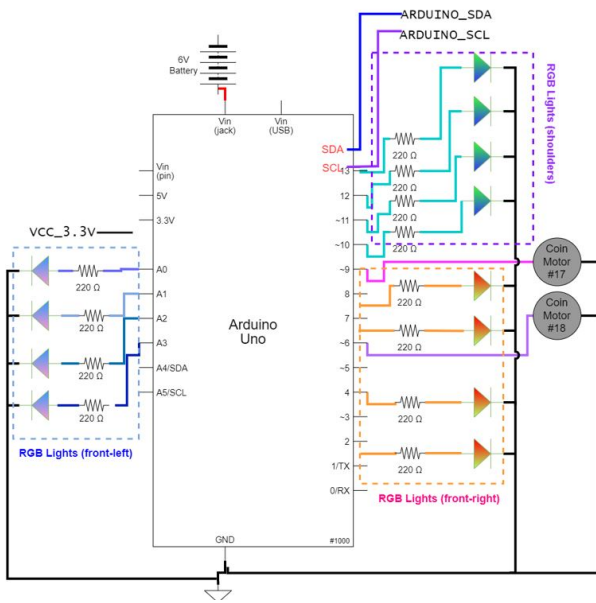 ARDUINO_SDA
ARDUINO_SCL
6V
Battery
Vin
(jack)
Vin
(USB)
SDA
SCL
Vin
(pin)
5V
3.3V
VCC_3.3V
A0
A1
A2
A3
A4/SDA
A5/SCL
220 Ω
220 Ω
220 Ω
220 Ω
RGB Lights (front-left)
Arduino
Uno
13
12
~11
~10
~9
8
7
~6
~5
4
~3
2
1/TX
0/RX
GND
#1000
220 Ω
220 Ω
220 Ω
220 Ω
RGB Lights (shoulders)
Coin
Motor
#17
Coin
Motor
#18
220 Ω
220 Ω
220 Ω
220 Ω
RGB Lights (front-right)